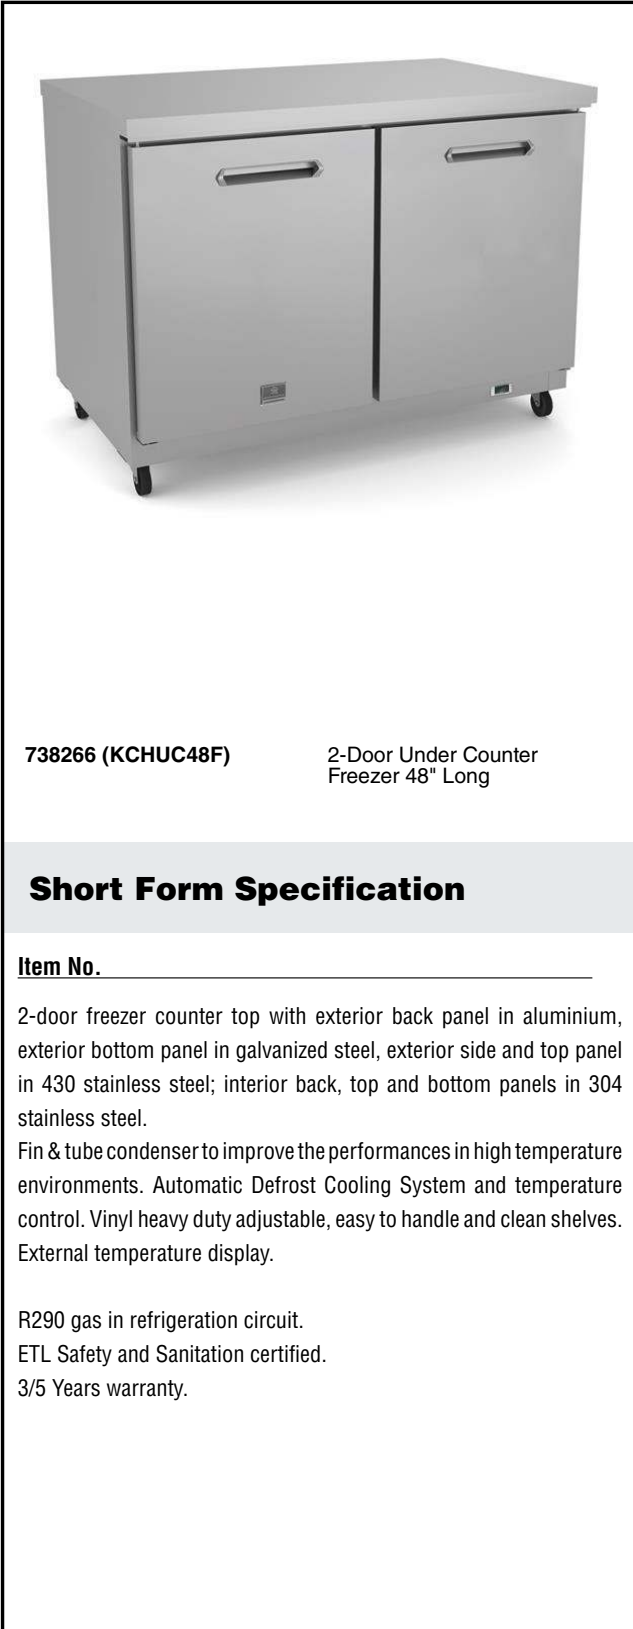 738266 (KCHUC48F)
2-Door Under Counter
Freezer 48" Long
Short Form Specification
Item No.
2-door freezer counter top with exterior back panel in aluminium,
exterior bottom panel in galvanized steel, exterior side and top panel
in 430 stainless steel; interior back, top and bottom panels in 304
stainless steel.
Fin & tube condenser to improve the performances in high temperature
environments. Automatic Defrost Cooling System and temperature
control. Vinyl heavy duty adjustable, easy to handle and clean shelves.
External temperature display.
R290 gas in refrigeration circuit.
ETL Safety and Sanitation certified.
3/5 Years warranty.